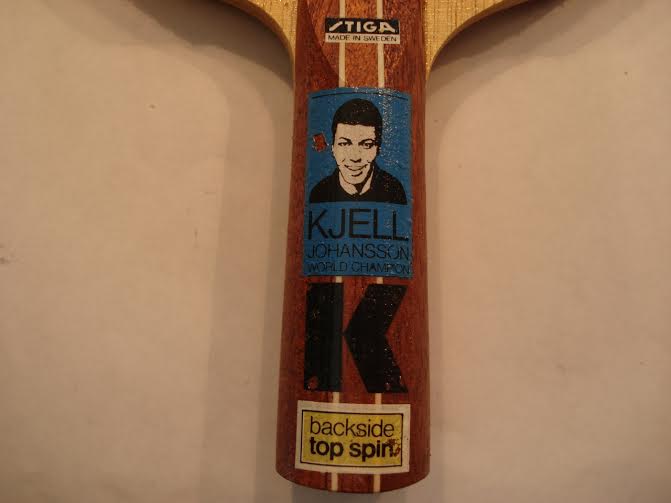 STIGA
MADE IN SWEDEN
KJELL
JOHANSSON
WORLD CHAMPION
K
backside
top spin